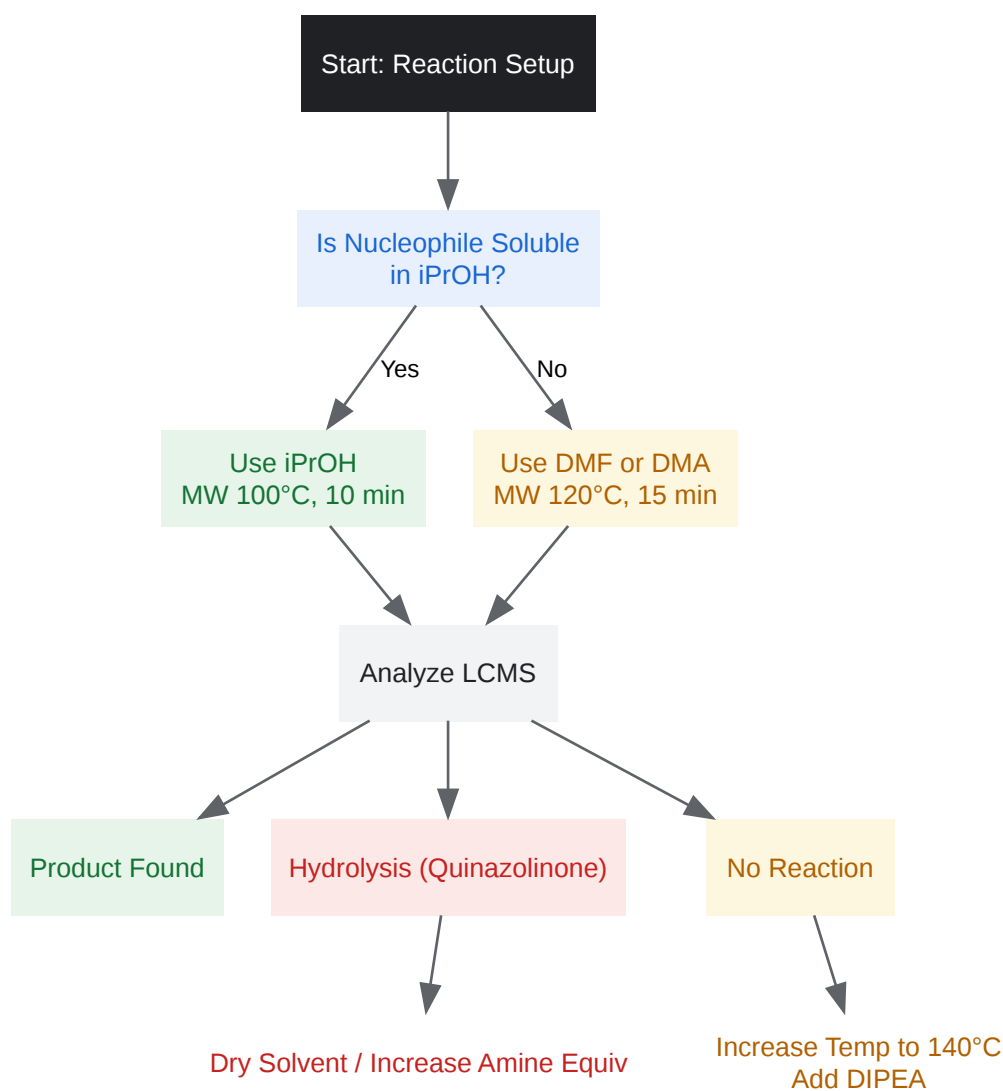 Start: Reaction Setup
Is Nucleophile Soluble
in iPrOH?
Yes
No
Use iPrOH
MW 100°C, 10 min
Use DMF or DMA
MW 120°C, 15 min
Analyze LCMS
Product Found
Hydrolysis (Quinazolinone)
No Reaction
Dry Solvent / Increase Amine Equiv
Increase Temp to 140°C
Add DIPEA